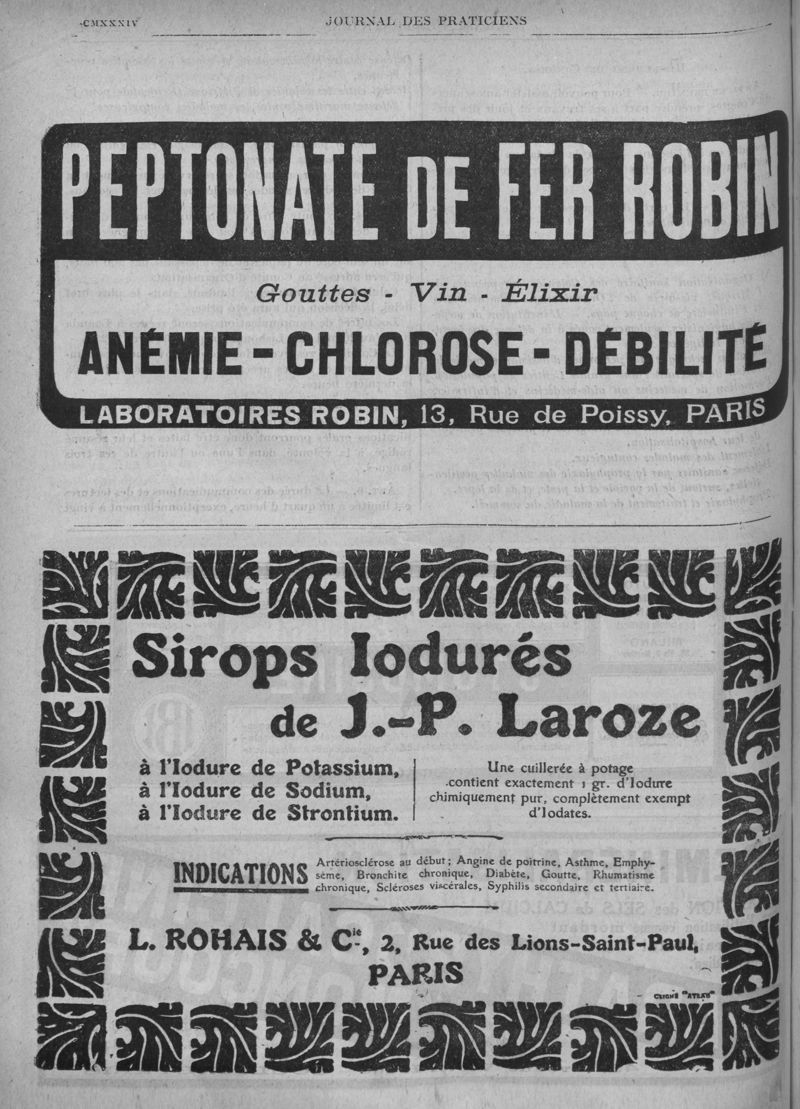 CMXXXIV
JOURNAL DES PRATICIENS
PEPTONATE DE FER ROBIN
Gouttes - Vin - Élixir
ANÉMIE - CHLOROSE - DÉBILITÉ
LABORATOIRES ROBIN, 13, Rue de Poissy, PARIS
Sirops Iodurés
de J.-P. Laroze
à l'Iodure de Potassium,
à l'Iodure de Sodium,
à l'Iodure de Strontium.
Une cuillerée à potage
contient exactement 1 gr. d'Iodure
chimiquement pur, complètement exempt
d'Iodates.
INDICATIONS
Artériosclérose au début; Angine de poitrine, Asthme, Emphy-
sème, Bronchite chronique, Diabète, Goutte, Rhumatisme
chronique, Scléroses viscérales, Syphilis secondaire et tertiaire.
L. ROHAIS & Cie, 2, Rue des Lions-Saint-Paul,
PARIS
CLICHÉ "ATLAS"